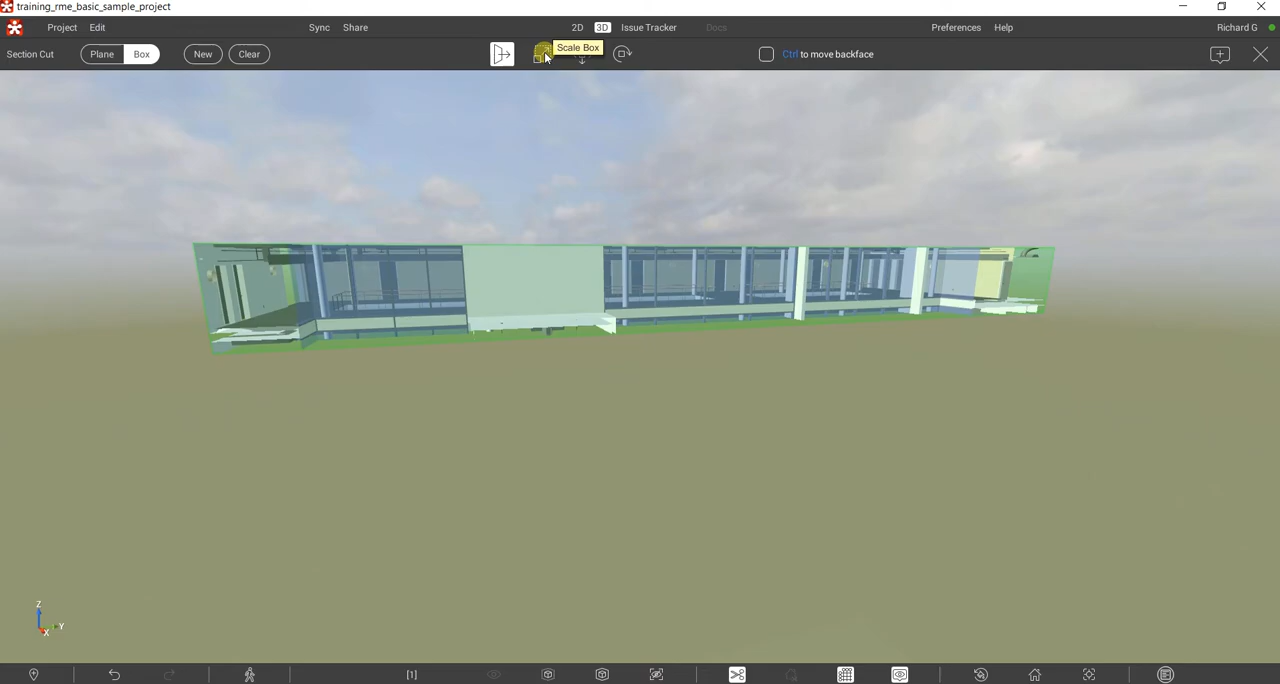 training_rme_basic_sample_project
Project Edit Sync Share 2D 3D Issue Tracker Docs Preferences Help Richard G
Section Cut Plane Box New Clear Scale Box Ctrl to move backface
Z
Y
X
[1]